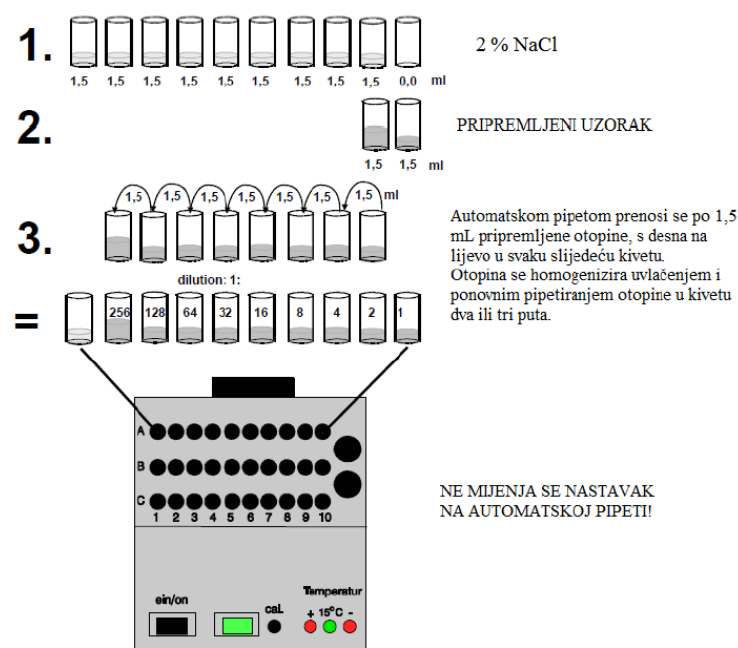 1.
2 % NaCl
1,5 1,5 1,5 1,5 1,5 1,5 1,5 1,5 1,5 0,0 ml
2.
PRIPREMLJENI UZORAK
1,5 1,5 ml
3.
1,5 1,5 1,5 1,5 1,5 1,5 1,5 ml
Automatskom pipetom prenosi se po 1,5
mL pripremljene otopine, s desna na
lijevo u svaku slijedeću kivetu.
Otopina se homogenizira uvlačenjem i
ponovnim pipetiranjem otopine u kivetu
dva ili tri puta.
dilution: 1:
= 256 128 64 32 16 8 4 2 1
A
B
C
1 2 3 4 5 6 7 8 9 10
NE MIJENJA SE NASTAVAK
NA AUTOMATSKOJ PIPETI!
Temperatur
ein/on
cal.
+ 15°C -